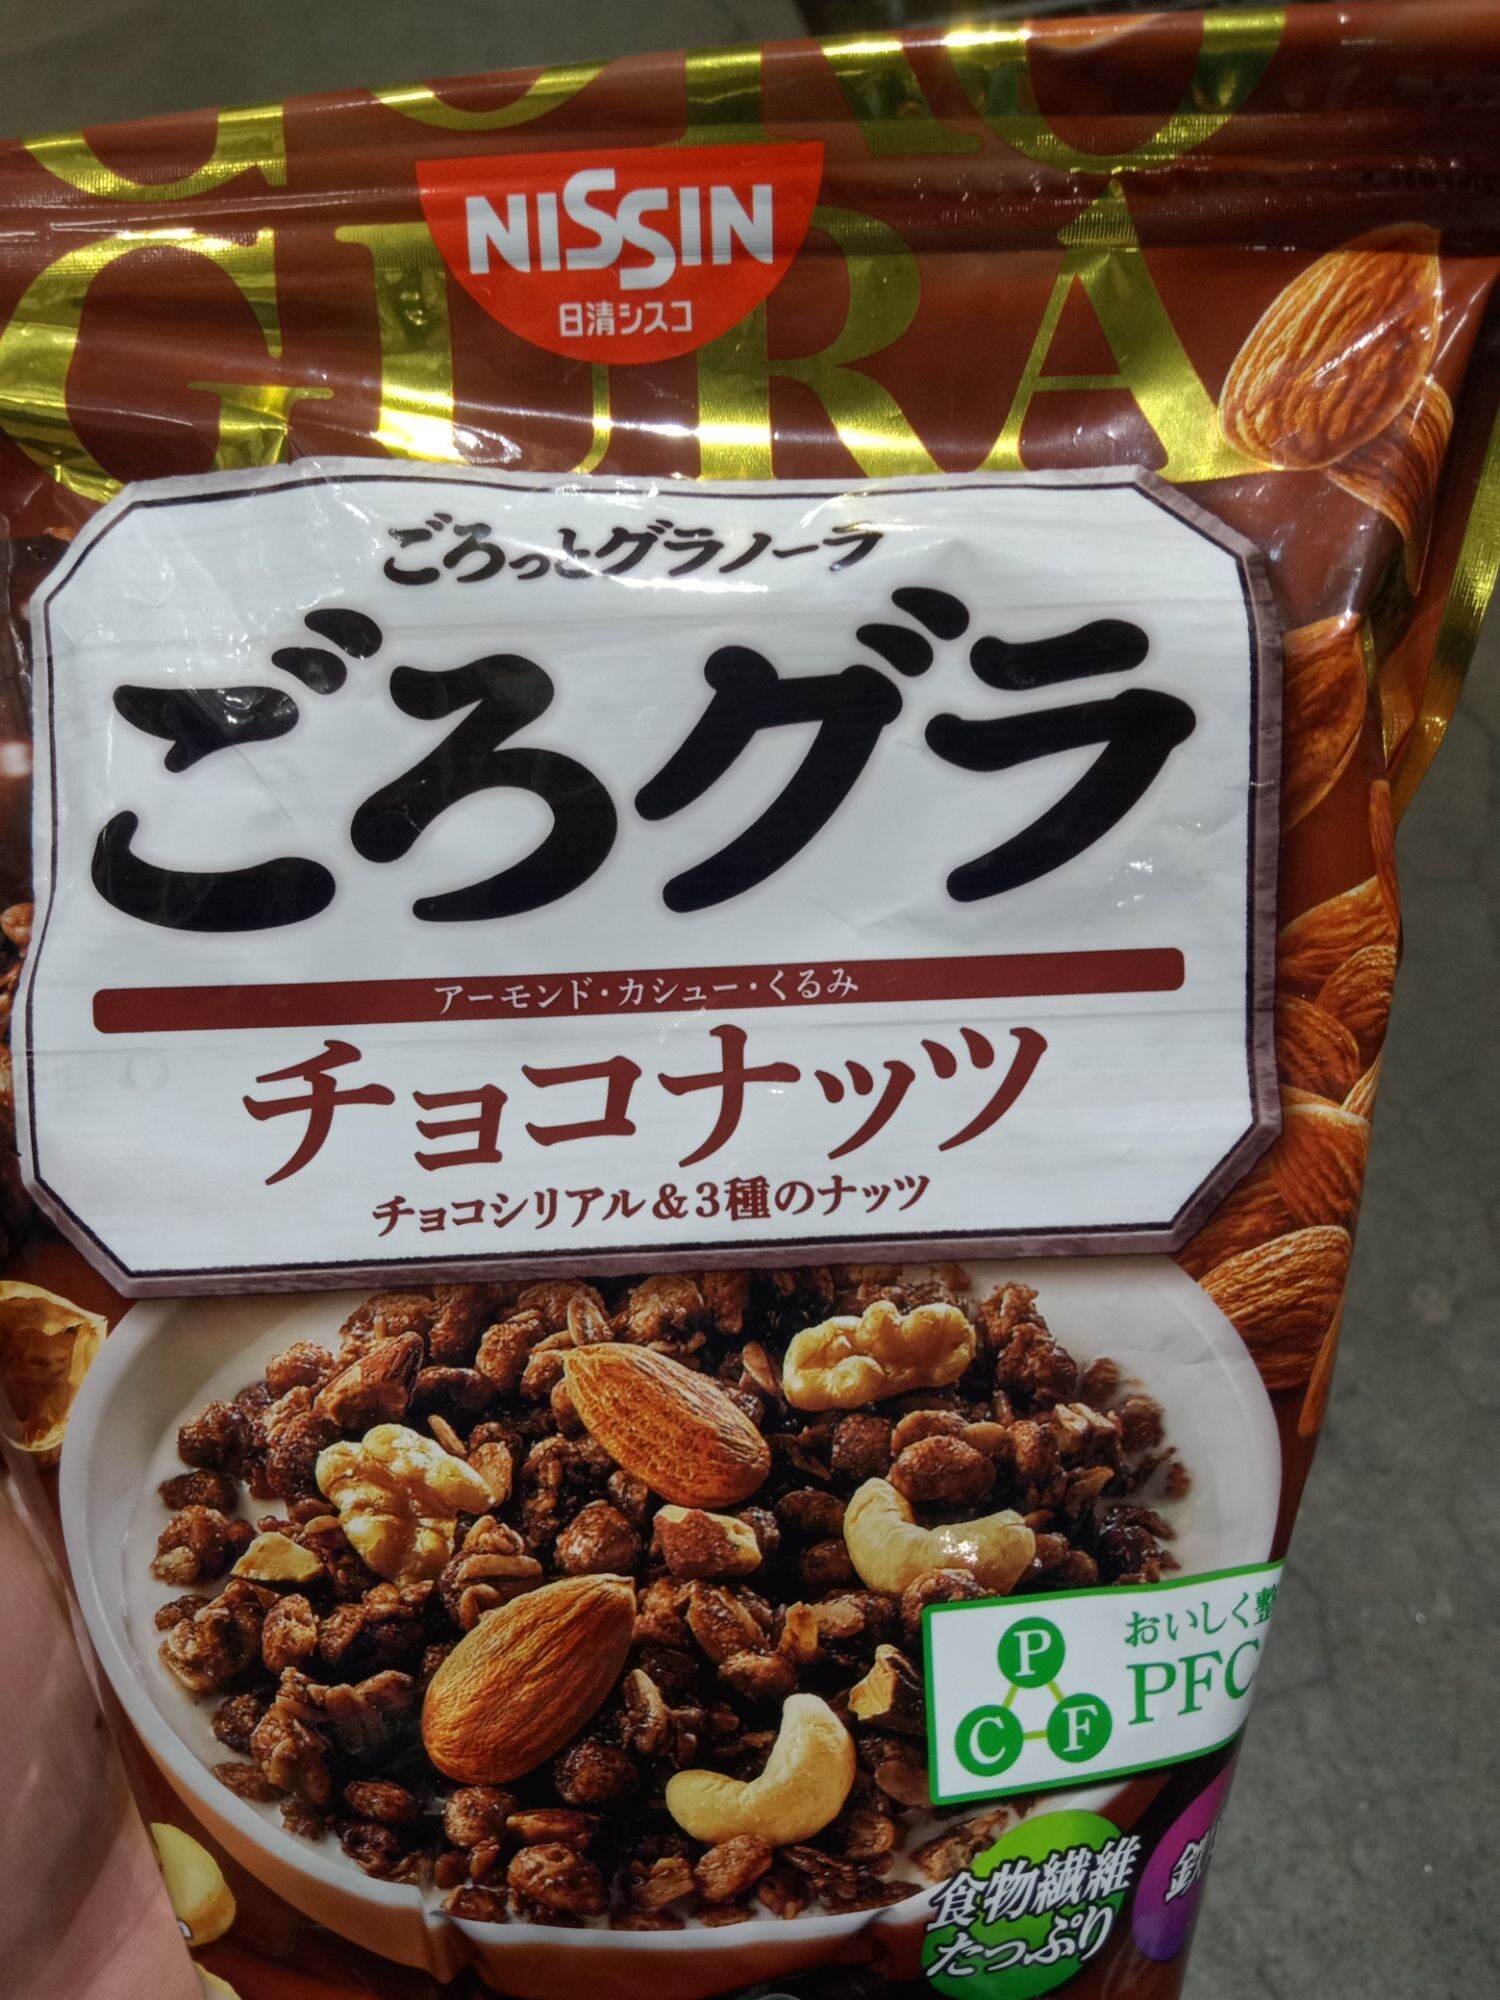 GORO
NISSIN
日清シスコ
GURA
ごろっとグラノーラ
ごろグラ
アーモンド・カシュー・くるみ
チョコナッツ
チョコシリアル&3種のナッツ
おいしく整
P
C F
PFC
食物繊維
たっぷり
鉄